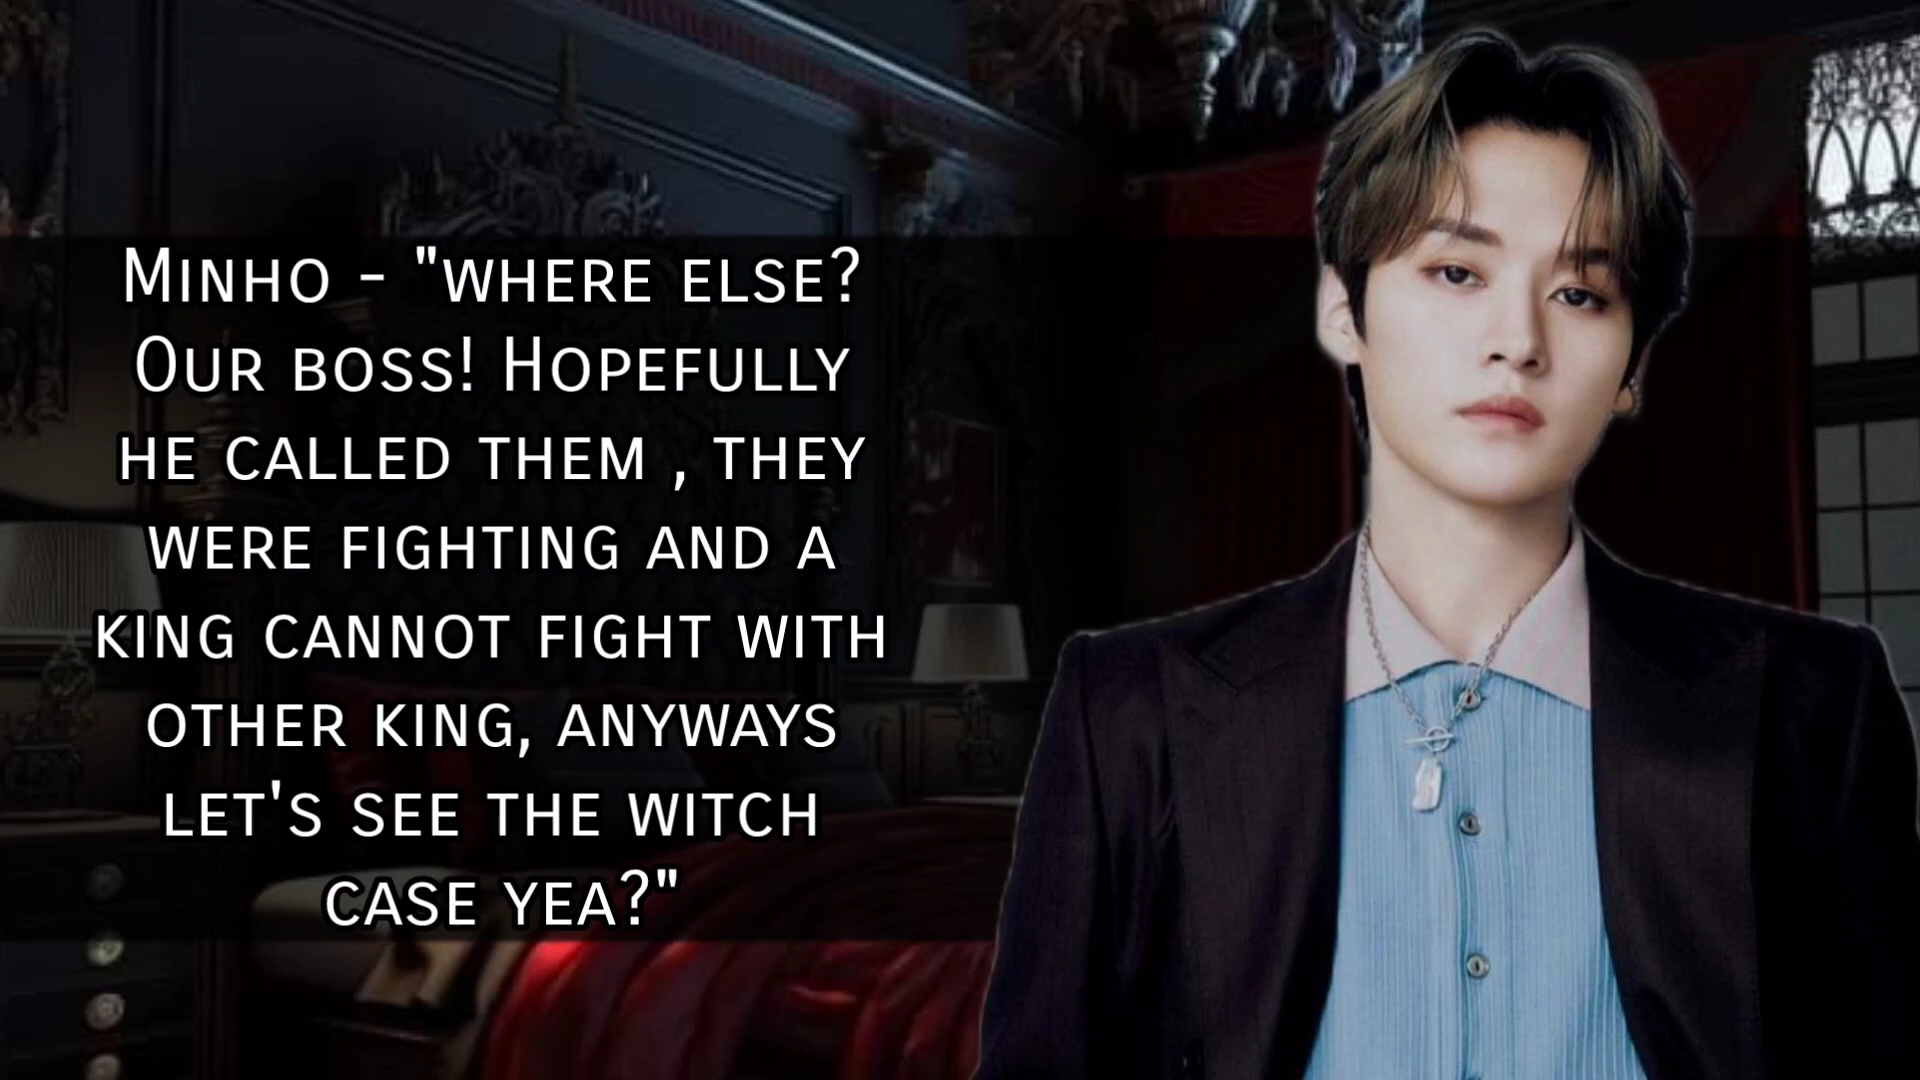 Minho - "where else?
Our boss! Hopefully
he called them , they
were fighting and a
king cannot fight with
other king, anyways
let's see the witch
case yea?"